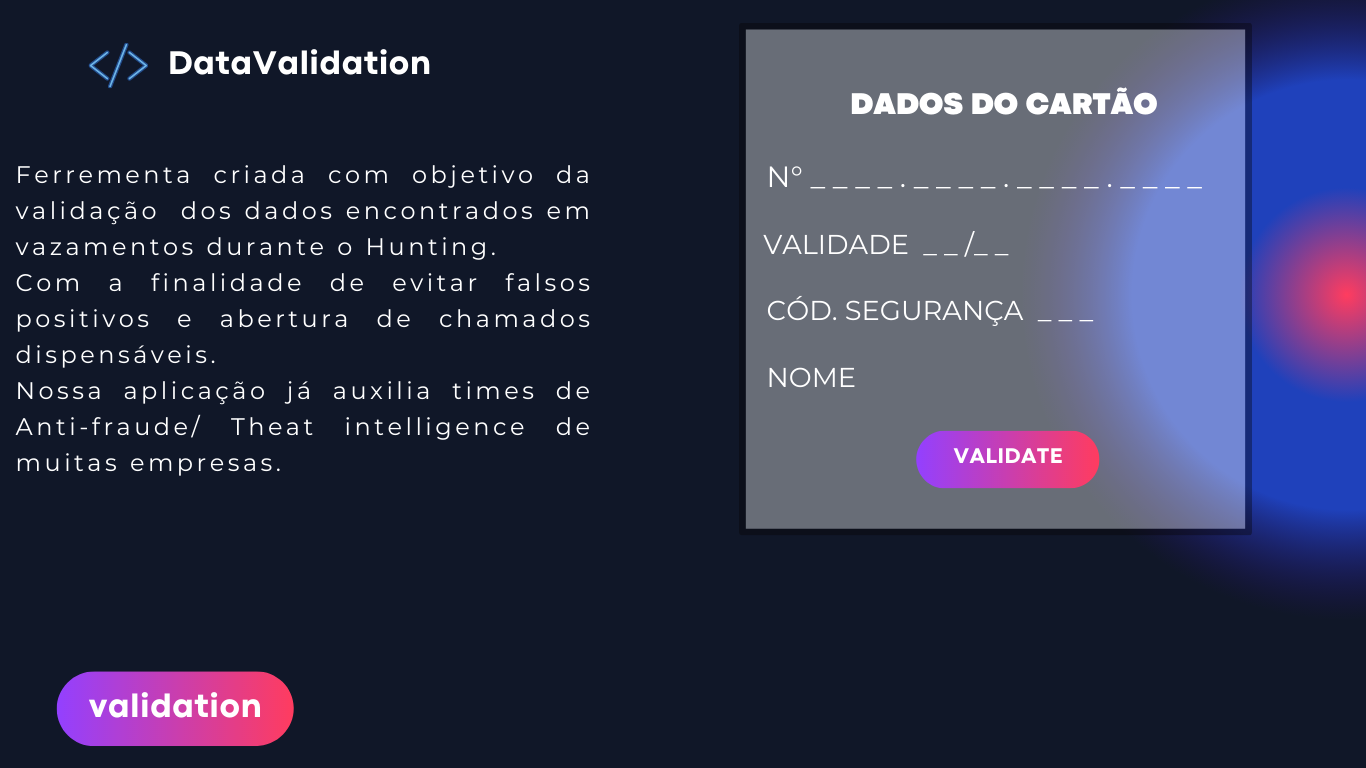 </> DataValidation
Ferrementa criada com objetivo da
validação dos dados encontrados em
vazamentos durante o Hunting.
Com a finalidade de evitar falsos
positivos e abertura de chamados
dispensáveis.
Nossa aplicação já auxilia times de
Anti-fraude/ Theat intelligence de
muitas empresas.
validation
DADOS DO CARTÃO
Nº _ _ _ _ . _ _ _ _ . _ _ _ _ . _ _ _ _
VALIDADE _ _ /_ _
CÓD. SEGURANÇA _ _ _
NOME
VALIDATE